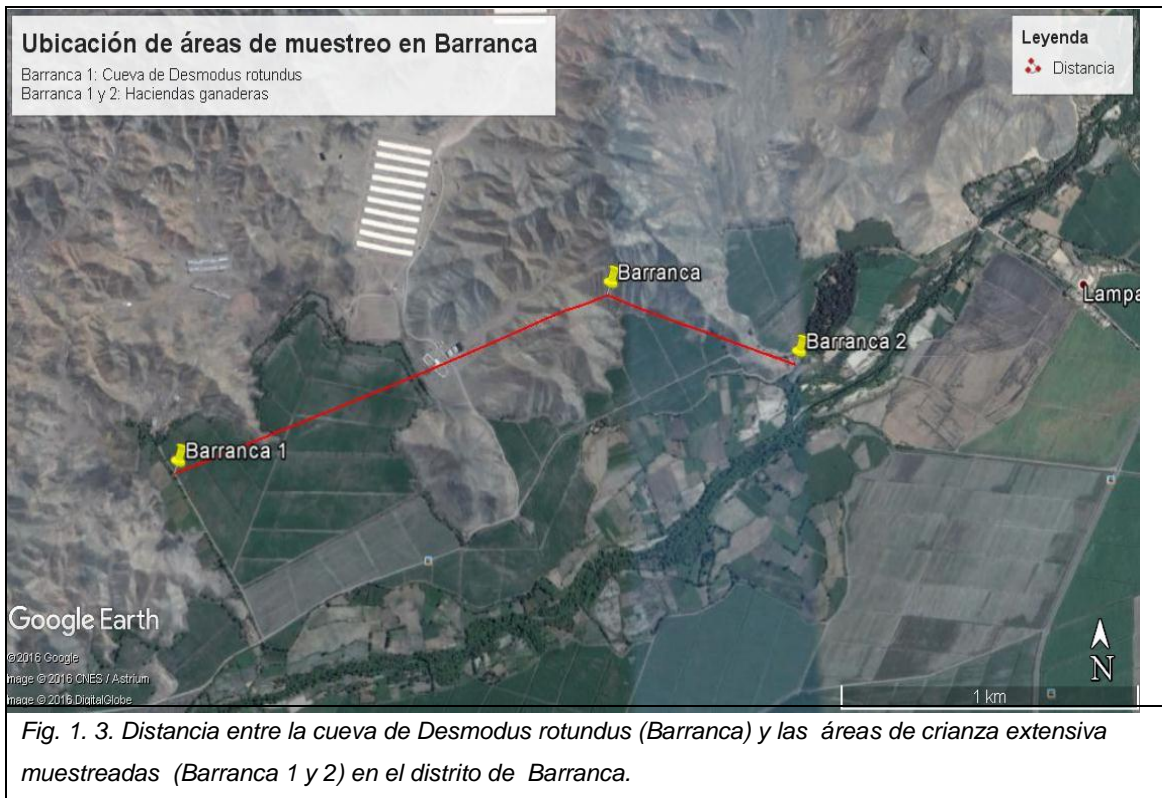 Ubicación de áreas de muestreo en Barranca
Barranca 1: Cueva de Desmodus rotundus
Barranca 1 y 2: Haciendas ganaderas
Leyenda
Distancia
Barranca
Barranca 2
Lampa
Barranca 1
Google Earth
©2016 Google
mage © 2016 CNES / Astrium
mage © 2016 DigitalGlobe
N
1 km
Fig. 1. 3. Distancia entre la cueva de Desmodus rotundus (Barranca) y las áreas de crianza extensiva
muestreadas (Barranca 1 y 2) en el distrito de Barranca.